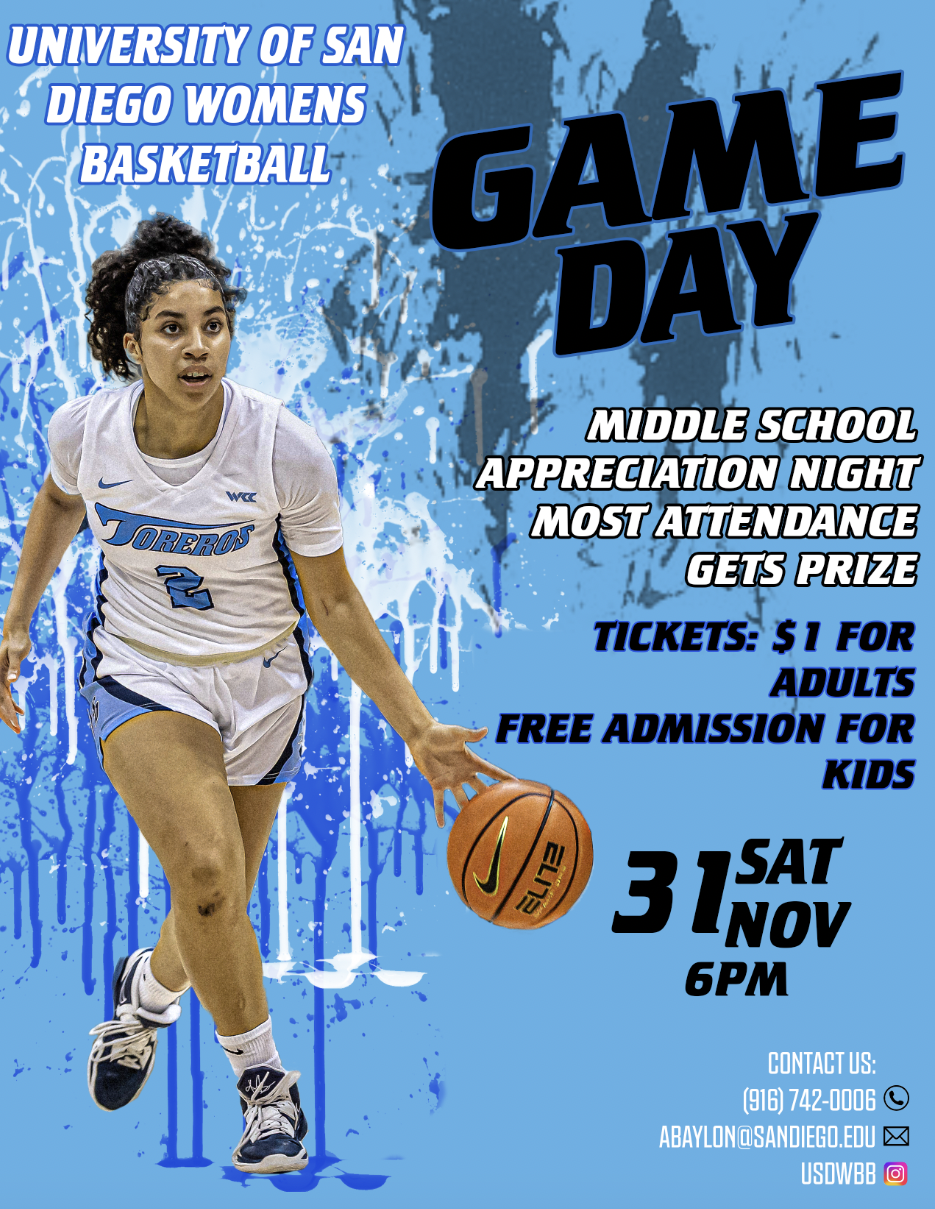 UNIVERSITY OF SAN
DIEGO WOMENS
BASKETBALL
GAME
DAY
MIDDLE SCHOOL
APPRECIATION NIGHT
MOST ATTENDANCE
GETS PRIZE
TICKETS: $1 FOR
ADULTS
FREE ADMISSION FOR
KIDS
WCC
TOREROS
2
ELITE
31 SAT
NOV
6PM
CONTACT US:
(916) 742-0006
ABAYLON@SANDIEGO.EDU
USDWBB